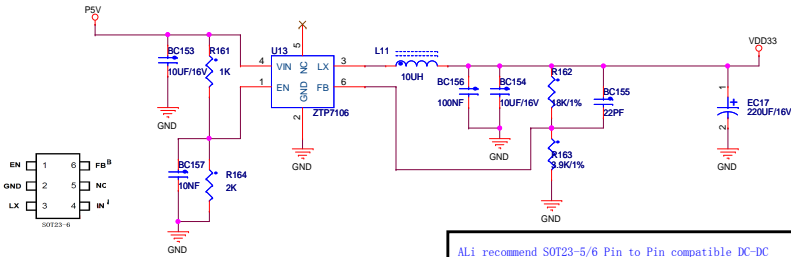 P5V
VDD33
BC153
10UF/16V
R161
1K
U13
5
4
VIN
NC
LX
3
1
EN
GND
FB
6
2
ZTP7106
L11
10UH
BC156
100NF
BC154
10UF/16V
R162
18K/1%
BC155
22PF
1
EC17
220UF/16V
2
GND
GND
GND
GND
R163
3.9K/1%
GND
BC157
10NF
R164
2K
GND
EN 1 6 FB
GND 2 5 NC
LX 3 4 IN
SOT23-6
ALi recommend SOT23-5/6 Pin to Pin compatible DC-DC